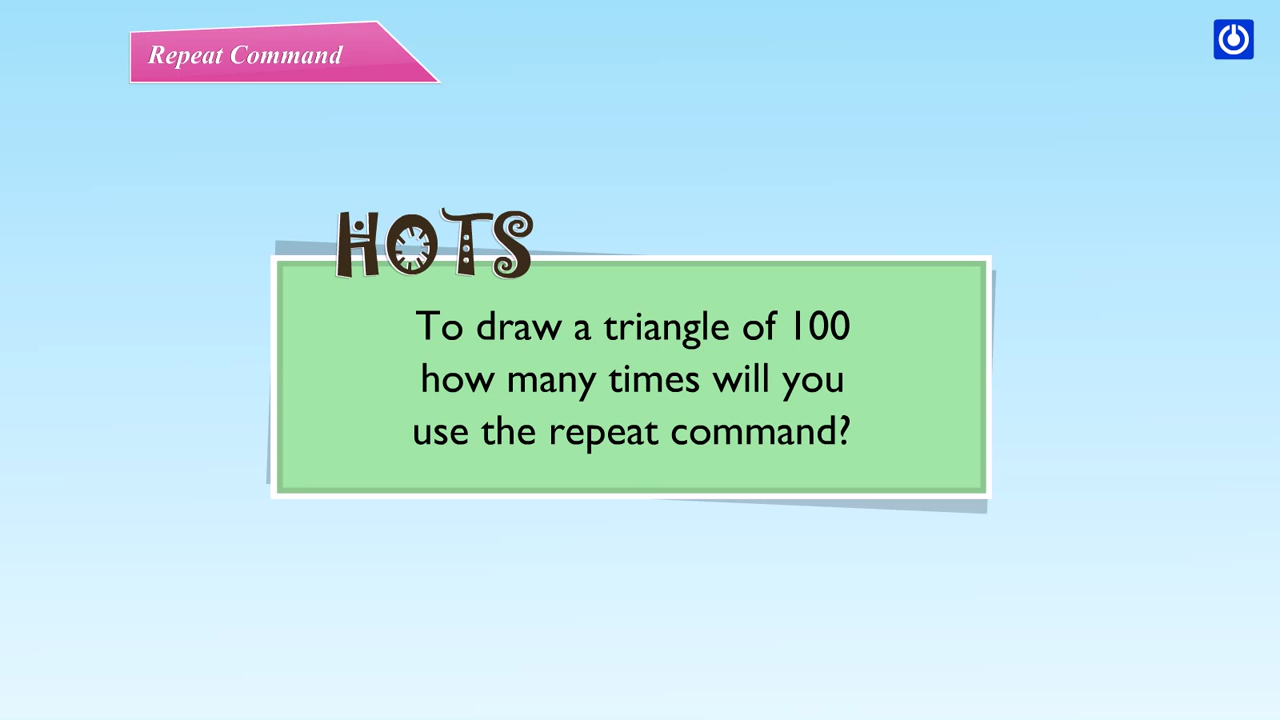 Repeat Command
HOTS
To draw a triangle of 100
how many times will you
use the repeat command?